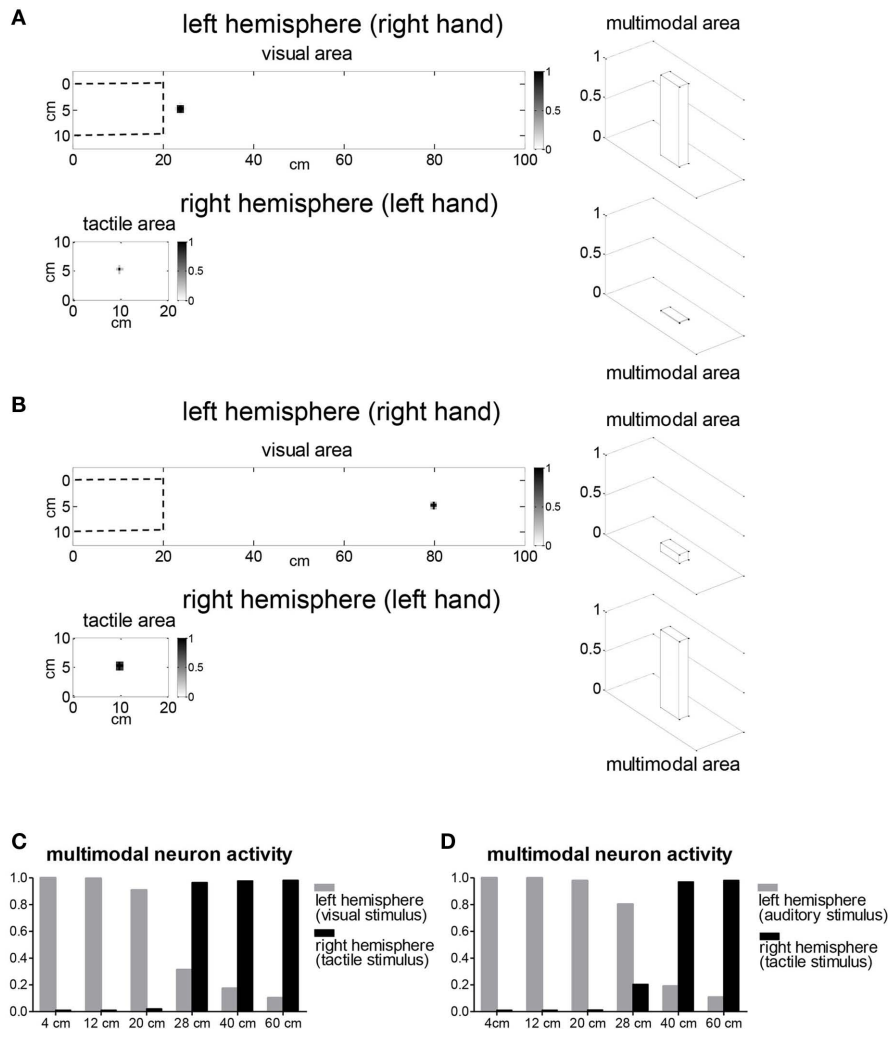 A
left hemisphere (right hand)
multimodal area
visual area
0
5
10
cm
0 20 40 60 80 100
cm
1
0.5
0
1
0.5
0
right hemisphere (left hand)
tactile area
10
5
0
cm
0 10 20
cm
1
0.5
0
1
0.5
0
multimodal area
B
left hemisphere (right hand)
multimodal area
visual area
0
5
10
cm
0 20 40 60 80 100
cm
1
0.5
0
1
0.5
0
right hemisphere (left hand)
tactile area
10
5
0
cm
0 10 20
cm
1
0.5
0
1
0.5
0
multimodal area
C
multimodal neuron activity
1.0
0.8
0.6
0.4
0.2
0.0
4 cm 12 cm 20 cm 28 cm 40 cm 60 cm
left hemisphere
(visual stimulus)
right hemisphere
(tactile stimulus)
D
multimodal neuron activity
1.0
0.8
0.6
0.4
0.2
0.0
4cm 12 cm 20 cm 28 cm 40 cm 60 cm
left hemisphere
(auditory stimulus)
right hemisphere
(tactile stimulus)